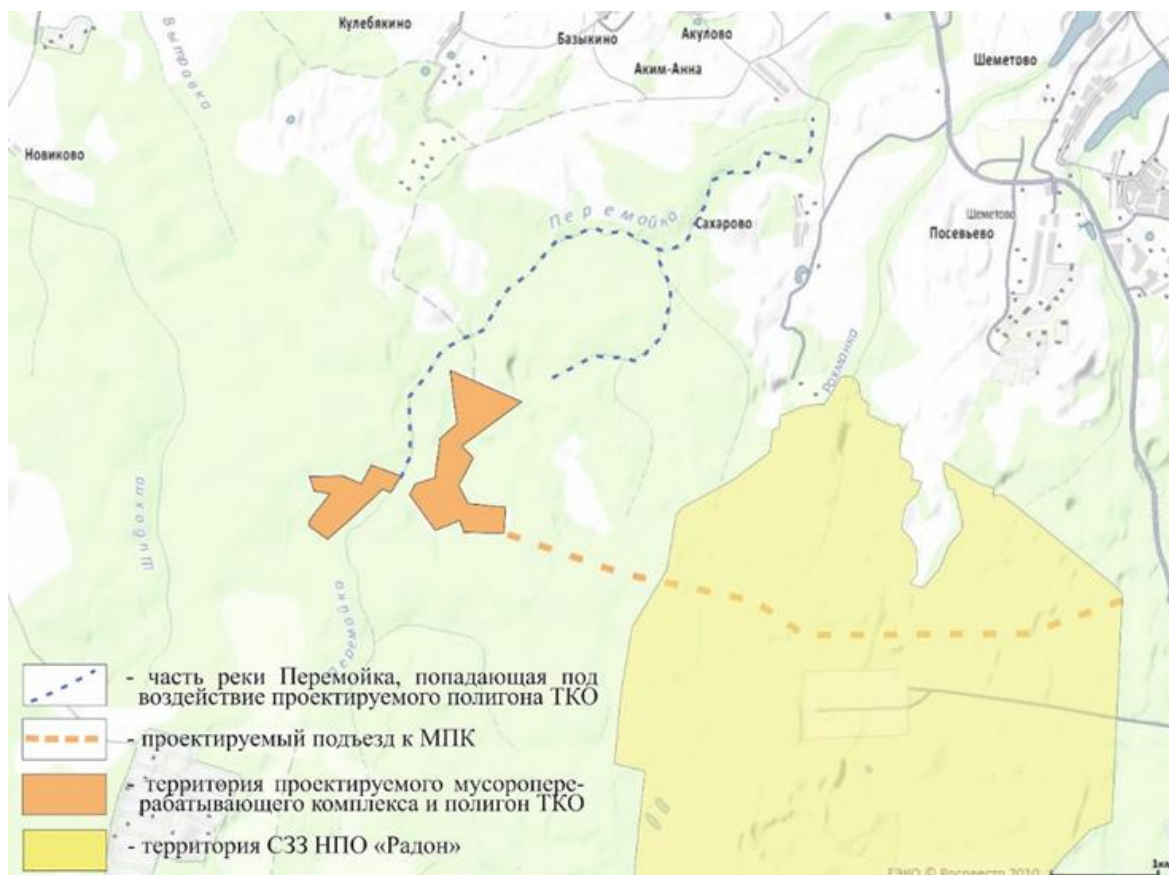 Кулебякино
Базыкино
Акулово
Аким-Анна
Шеметово
Вытравка
Новиково
Перемойка
Сахарово
Шеметово
Посевьево
Рохманка
Шибахта
Перемойка
- часть реки Перемойка, попадающая под
воздействие проектируемого полигона ТКО
- проектируемый подъезд к МПК
- территория проектируемого мусоропере-
рабатывающего комплекса и полигон ТКО
- территория СЗЗ НПО «Радон»
ЕЭКО © Росреестр 2010
1км